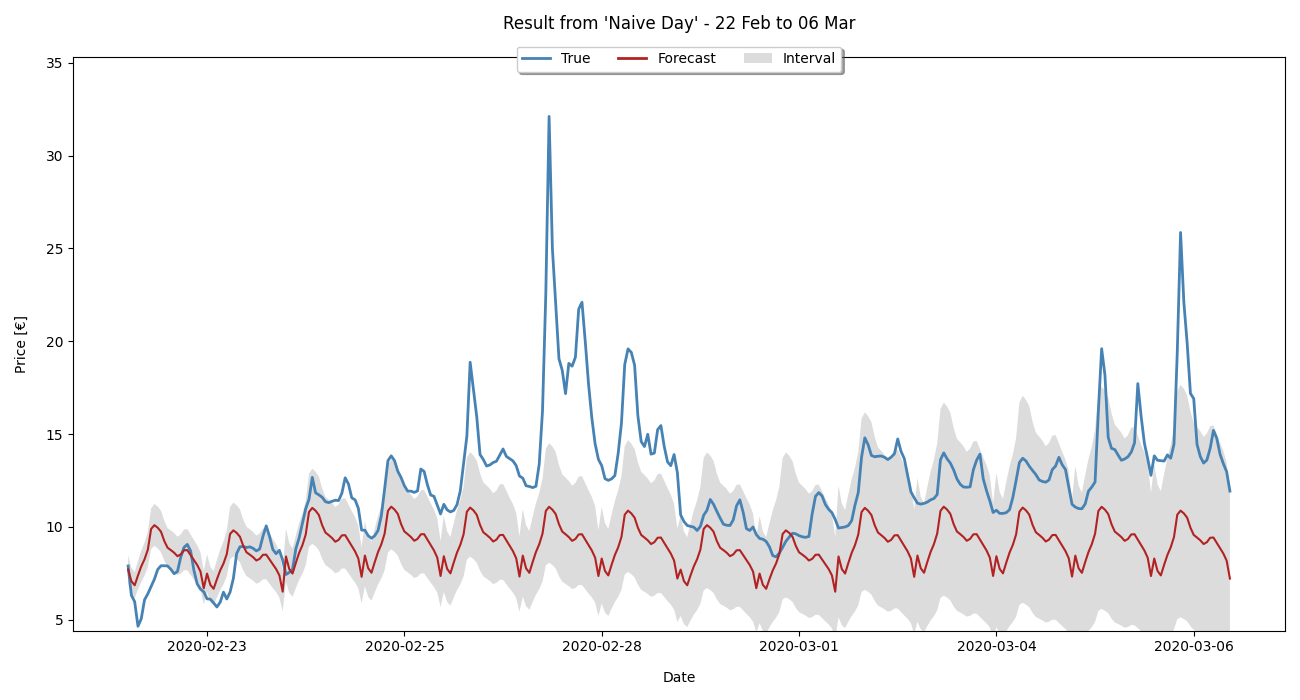 Result from 'Naive Day' - 22 Feb to 06 Mar
True Forecast Interval
35
30
25
20
15
10
5
Price [€]
2020-02-23 2020-02-25 2020-02-28 2020-03-01 2020-03-04 2020-03-06
Date